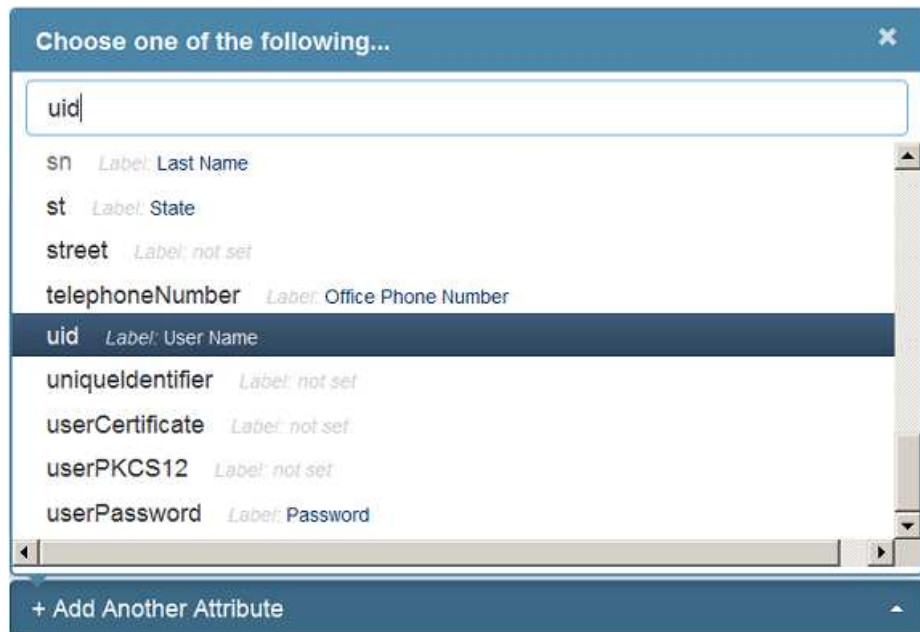 Choose one of the following...
uid
sn Label: Last Name
st Label: State
street Label: not set
telephoneNumber Label: Office Phone Number
uid Label: User Name
uniqueIdentifier Label: not set
userCertificate Label: not set
userPKCS12 Label: not set
userPassword Label: Password
+ Add Another Attribute